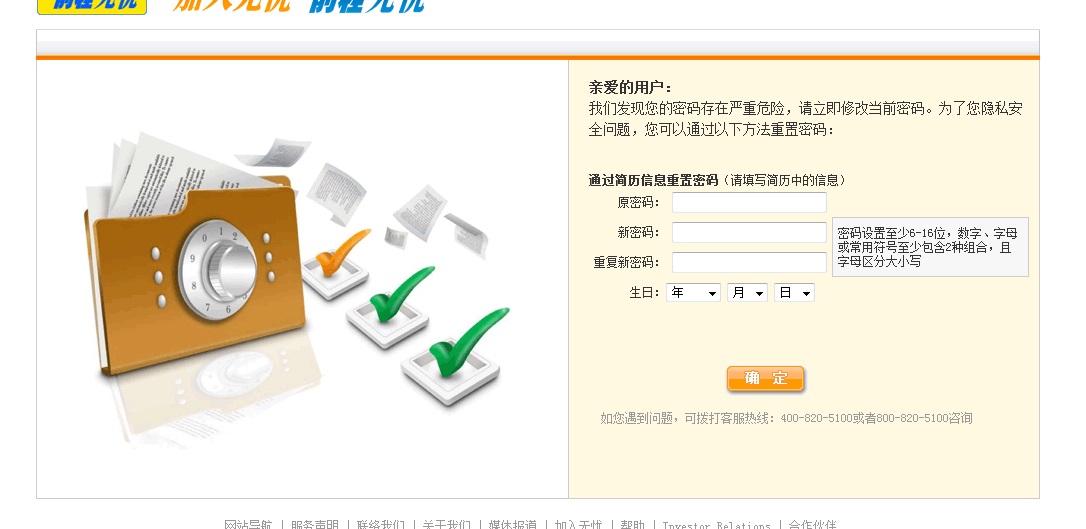 前程无忧 加入无忧 前程无忧
亲爱的用户：
我们发现您的密码存在严重危险，请立即修改当前密码。为了您隐私安
全问题，您可以通过以下方法重置密码：
通过简历信息重置密码（请填写简历中的信息）
原密码：
新密码：
密码设置至少6-16位，数字、字母
或常用符号至少包含2种组合，且
字母区分大小写
重复新密码：
生日： 年 月 日
确 定
如您遇到问题，可拨打客服热线：400-820-5100或者800-820-5100咨询
网站导航 | 服务声明 | 联络我们 | 关于我们 | 媒体报道 | 加入无忧 | 帮助 | Investor Relations | 合作伙伴